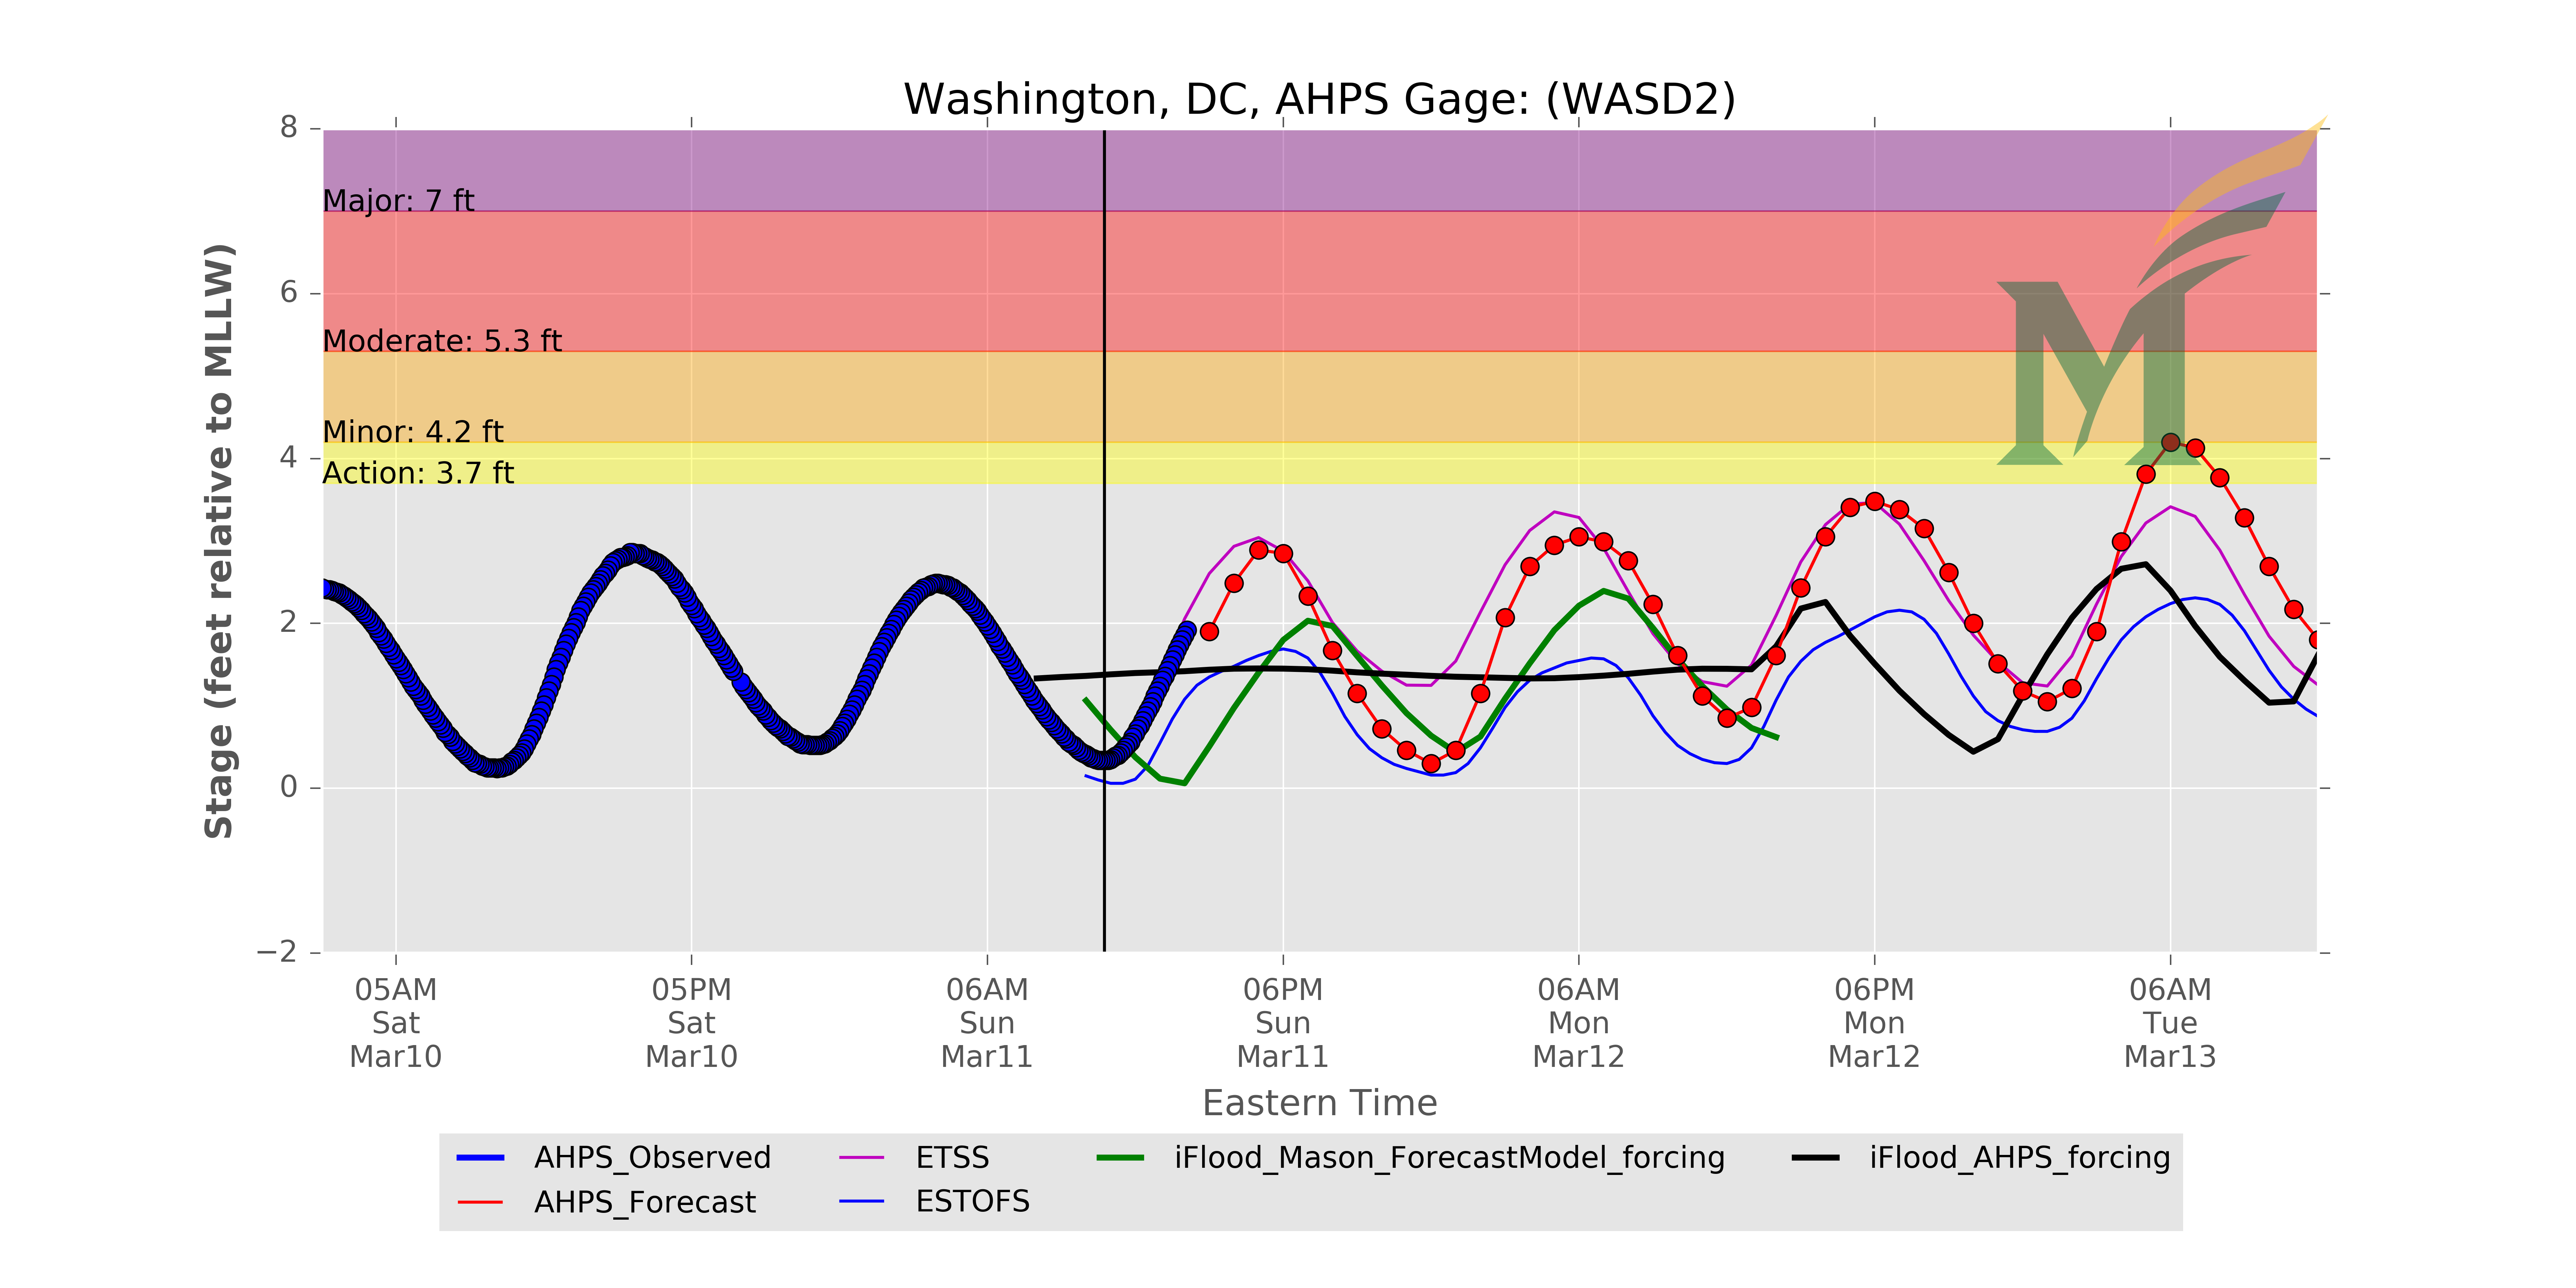 Washington, DC, AHPS Gage: (WASD2)
Stage (feet relative to MLLW)
8
6
4
2
0
−2
Major: 7 ft
Moderate: 5.3 ft
Minor: 4.2 ft
Action: 3.7 ft
M
05AM
Sat
Mar10
05PM
Sat
Mar10
06AM
Sun
Mar11
06PM
Sun
Mar11
06AM
Mon
Mar12
06PM
Mon
Mar12
06AM
Tue
Mar13
Eastern Time
AHPS_Observed
AHPS_Forecast
ETSS
ESTOFS
iFlood_Mason_ForecastModel_forcing
iFlood_AHPS_forcing